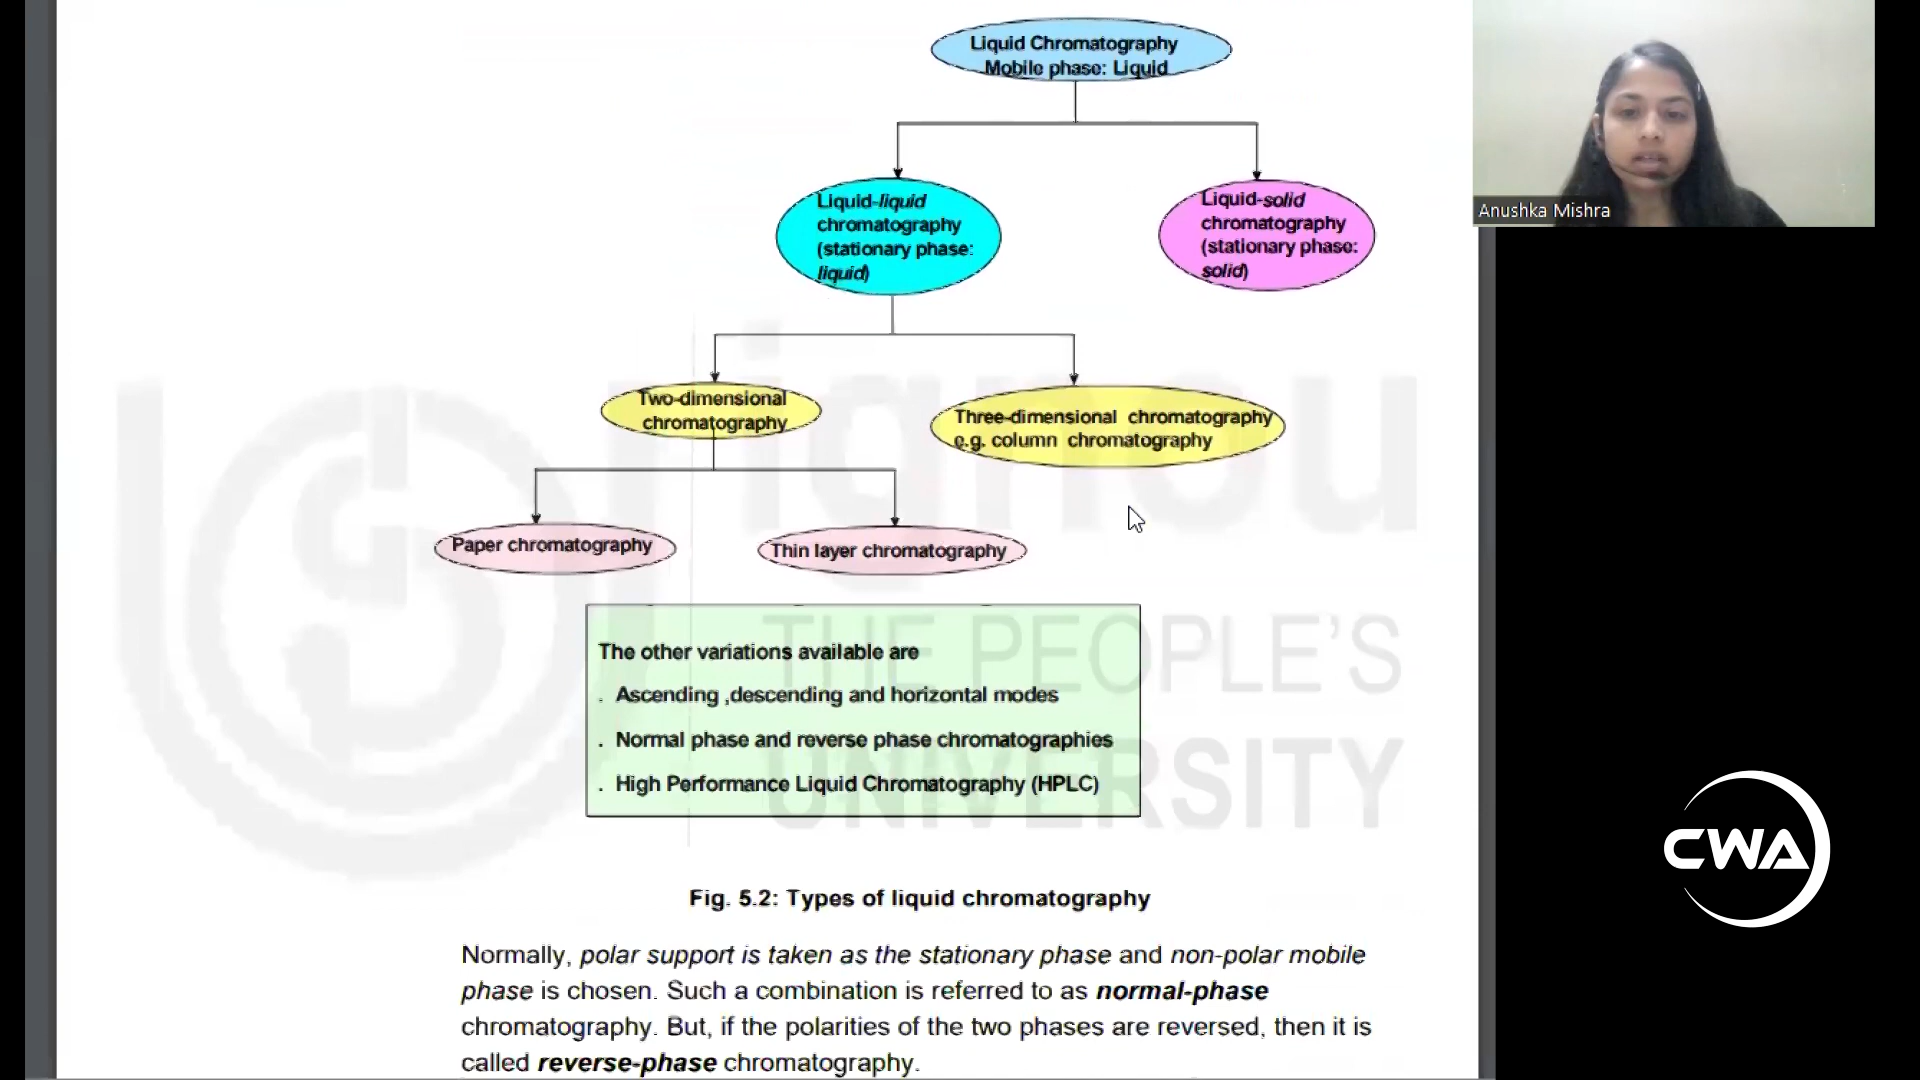 Liquid Chromatography
Mobile phase: Liquid
Liquid-liquid
chromatography
(stationary phase:
liquid)
Liquid-solid
chromatography
(stationary phase:
solid)
Anushka Mishra
Two-dimensional
chromatography
Three-dimensional chromatography
e.g. column chromatography
Paper chromatography
Thin layer chromatography
ignou
THE PEOPLE'S
UNIVERSITY
The other variations available are
. Ascending ,descending and horizontal modes
. Normal phase and reverse phase chromatographies
. High Performance Liquid Chromatography (HPLC)
CWA
Fig. 5.2: Types of liquid chromatography
Normally, polar support is taken as the stationary phase and non-polar mobile
phase is chosen. Such a combination is referred to as normal-phase
chromatography. But, if the polarities of the two phases are reversed, then it is
called reverse-phase chromatography.